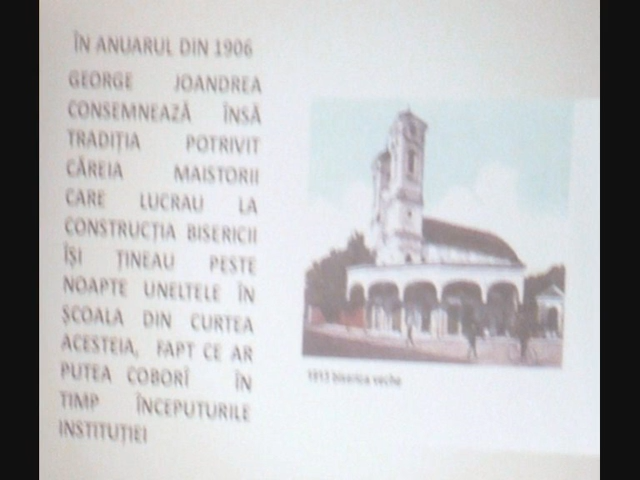 ÎN ANUARUL DIN 1906
GEORGE JOANDREA
CONSEMNEAZĂ ÎNSĂ
TRADIȚIA POTRIVIT
CĂREIA MAISTORII
CARE LUCRAU LA
CONSTRUCȚIA BISERICII
ÎȘI ȚINEAU PESTE
NOAPTE UNELTELE ÎN
ȘCOALA DIN CURTEA
ACESTEIA, FAPT CE AR
PUTEA COBORÎ ÎN
TIMP ÎNCEPUTURILE
INSTITUȚIEI
1913 biserica veche